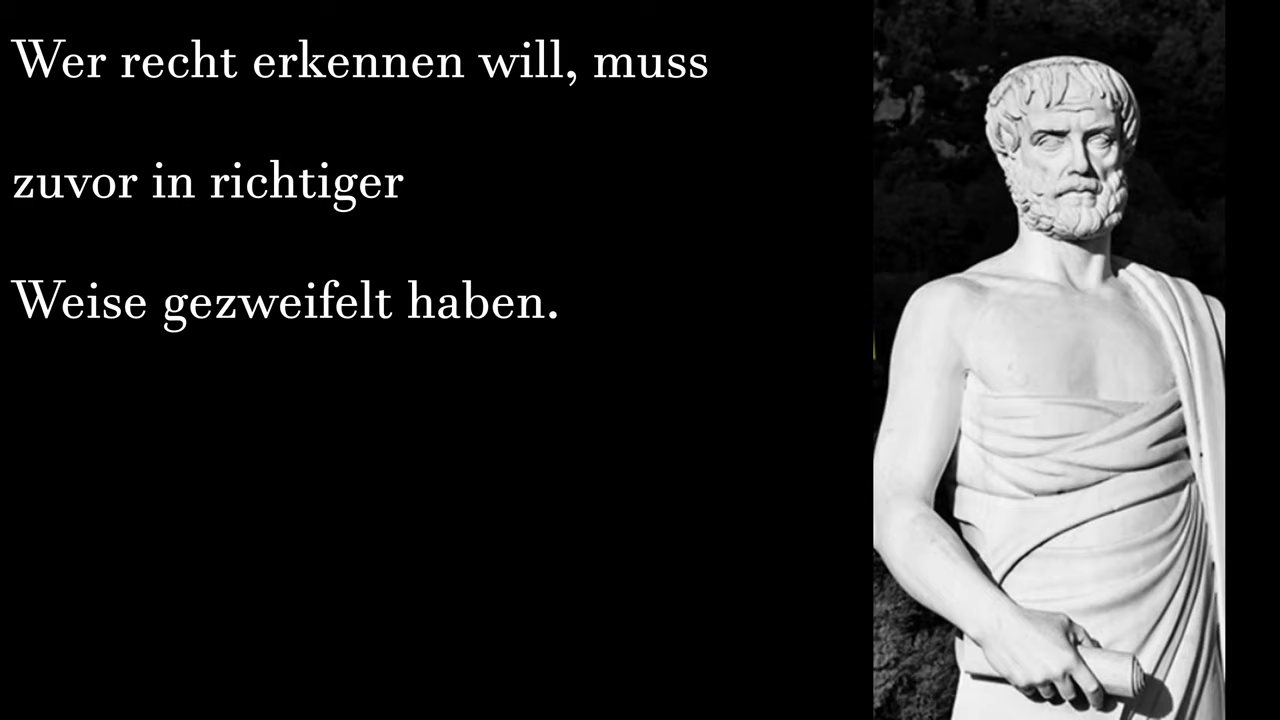 Wer recht erkennen will, muss
zuvor in richtiger
Weise gezweifelt haben.